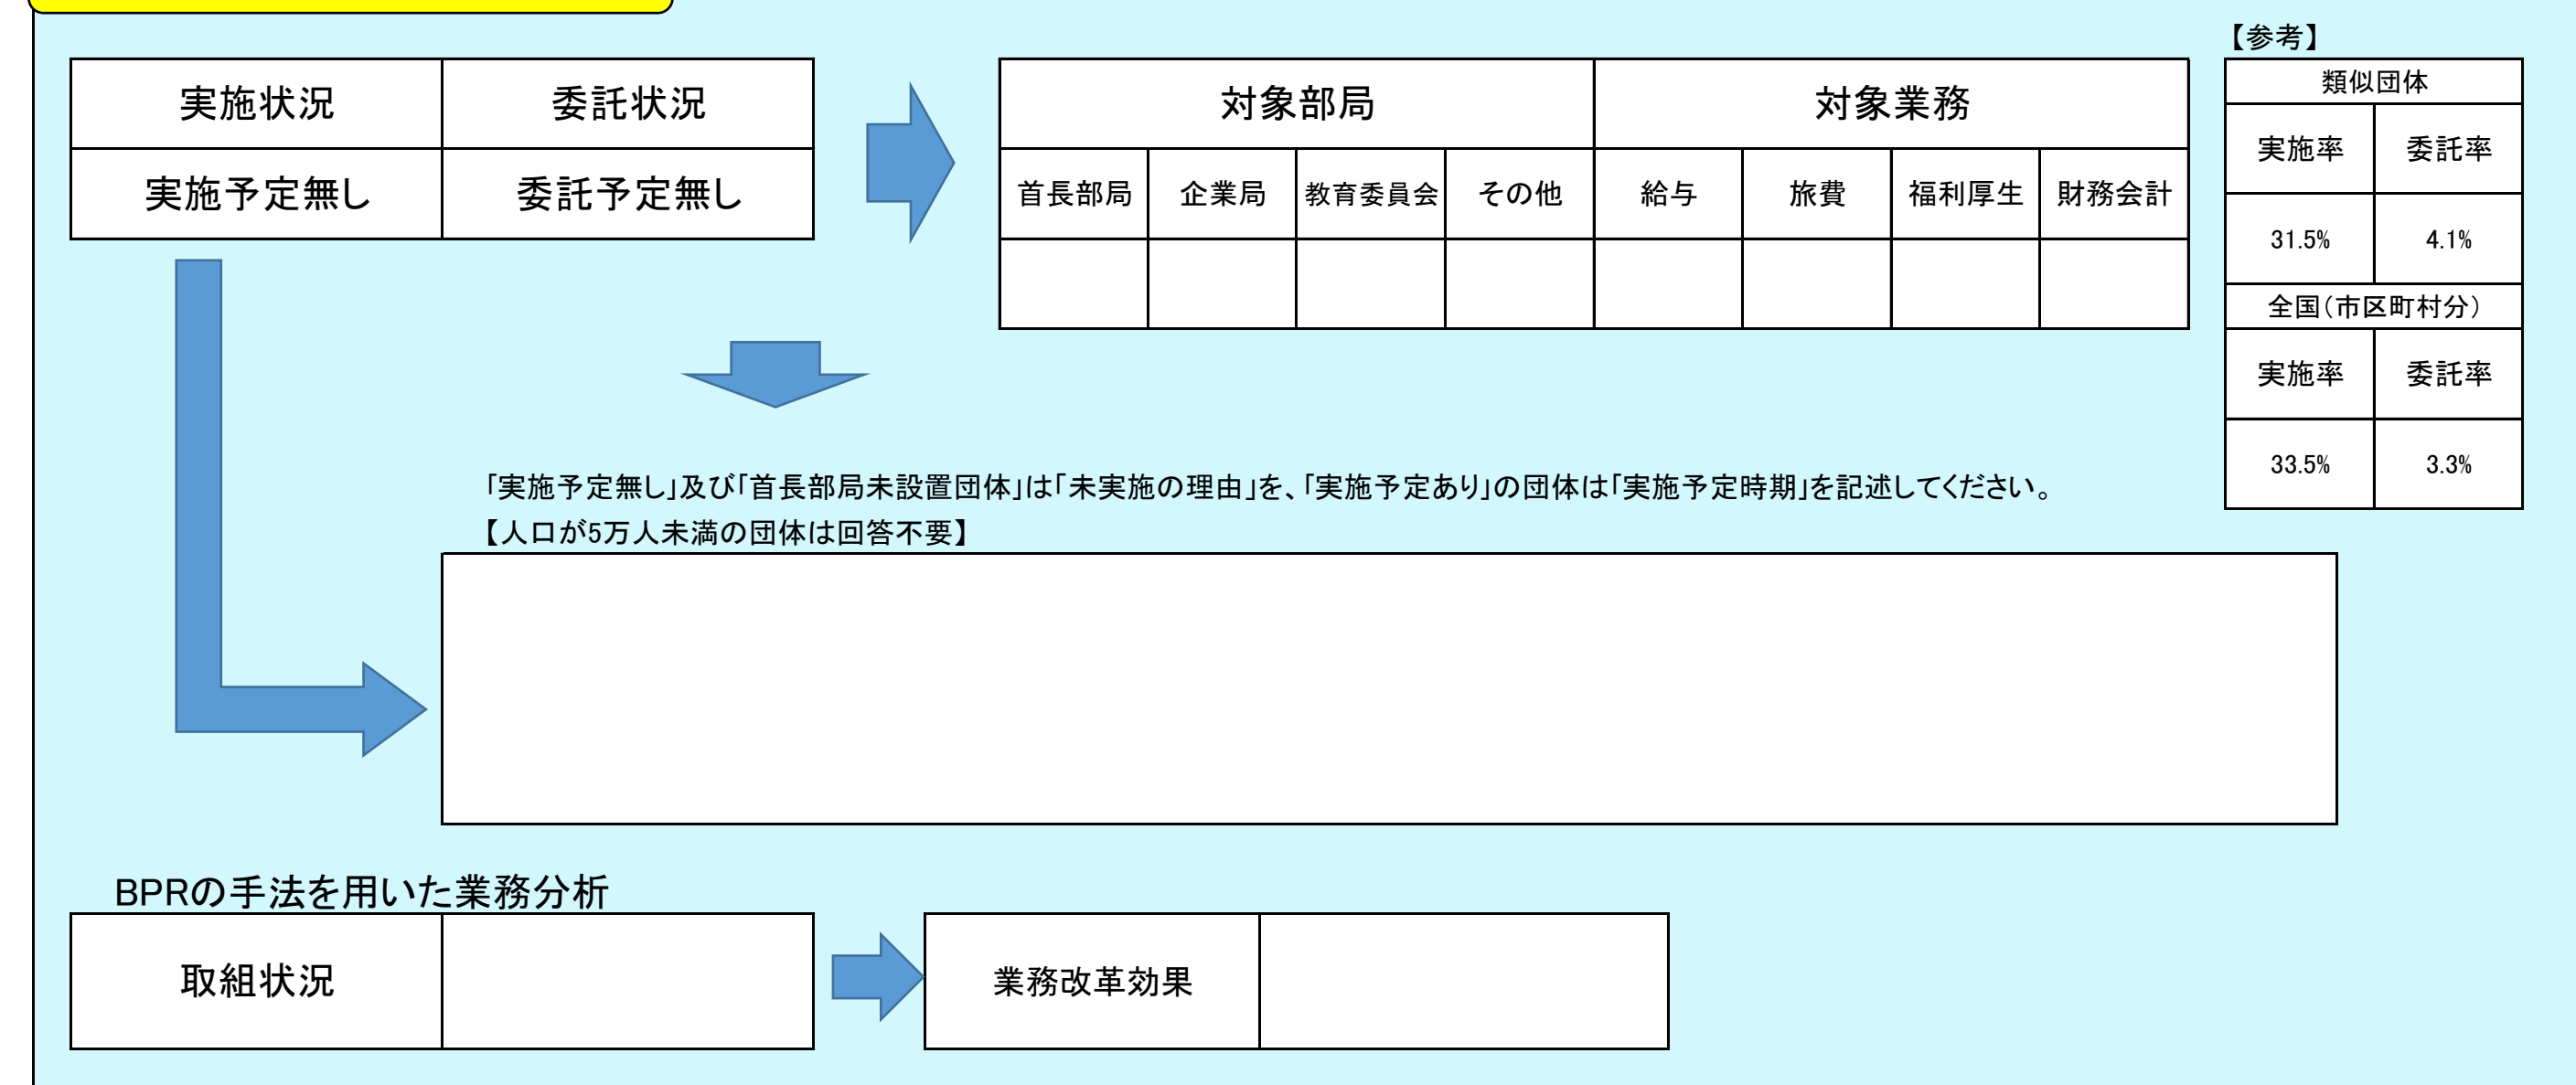 【参考】
実施状況 委託状況
実施予定無し 委託予定無し
対象部局 対象業務
首長部局 企業局 教育委員会 その他 給与 旅費 福利厚生 財務会計
類似団体
実施率 委託率
31.5% 4.1%
全国(市区町村分)
実施率 委託率
33.5% 3.3%
「実施予定無し」及び「首長部局未設置団体」は「未実施の理由」を、「実施予定あり」の団体は「実施予定時期」を記述してください。
【人口が5万人未満の団体は回答不要】
BPRの手法を用いた業務分析
取組状況
業務改革効果